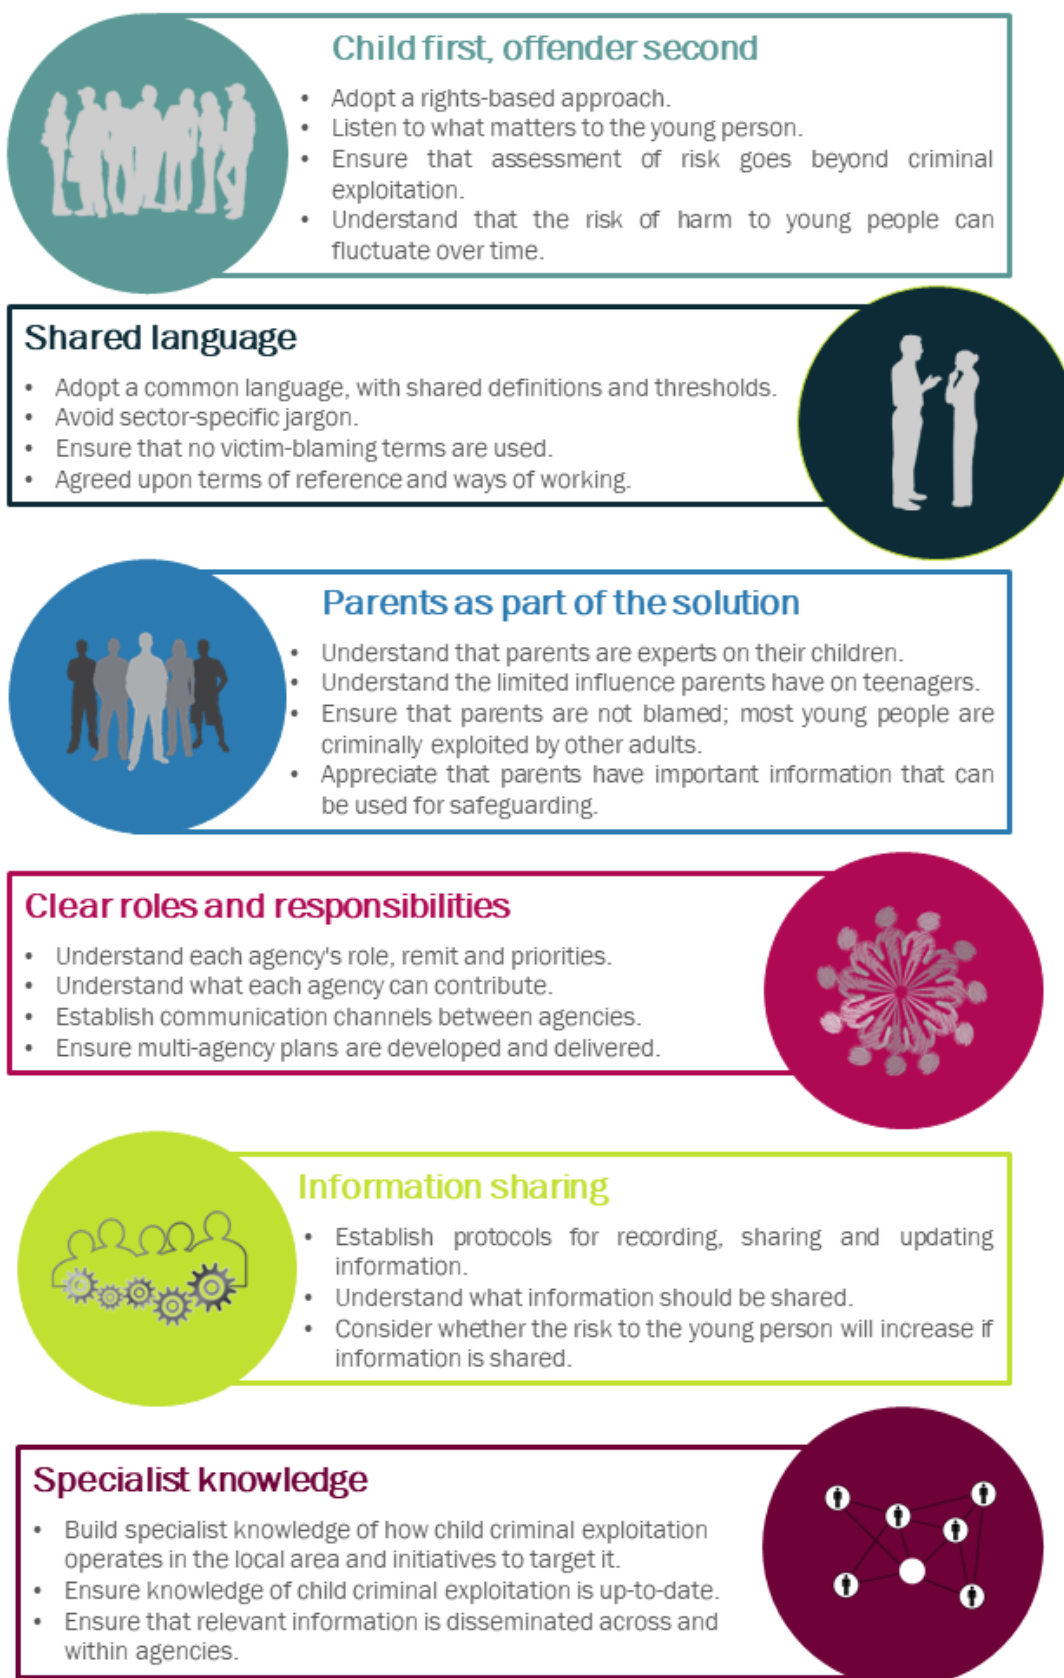 Child first, offender second
• Adopt a rights-based approach.
• Listen to what matters to the young person.
• Ensure that assessment of risk goes beyond criminal
exploitation.
• Understand that the risk of harm to young people can
fluctuate over time.
Shared language
• Adopt a common language, with shared definitions and thresholds.
• Avoid sector-specific jargon.
• Ensure that no victim-blaming terms are used.
• Agreed upon terms of reference and ways of working.
Parents as part of the solution
• Understand that parents are experts on their children.
• Understand the limited influence parents have on teenagers.
• Ensure that parents are not blamed; most young people are
criminally exploited by other adults.
• Appreciate that parents have important information that can
be used for safeguarding.
Clear roles and responsibilities
• Understand each agency's role, remit and priorities.
• Understand what each agency can contribute.
• Establish communication channels between agencies.
• Ensure multi-agency plans are developed and delivered.
Information sharing
• Establish protocols for recording, sharing and updating
information.
• Understand what information should be shared.
• Consider whether the risk to the young person will increase if
information is shared.
Specialist knowledge
• Build specialist knowledge of how child criminal exploitation
operates in the local area and initiatives to target it.
• Ensure knowledge of child criminal exploitation is up-to-date.
• Ensure that relevant information is disseminated across and
within agencies.